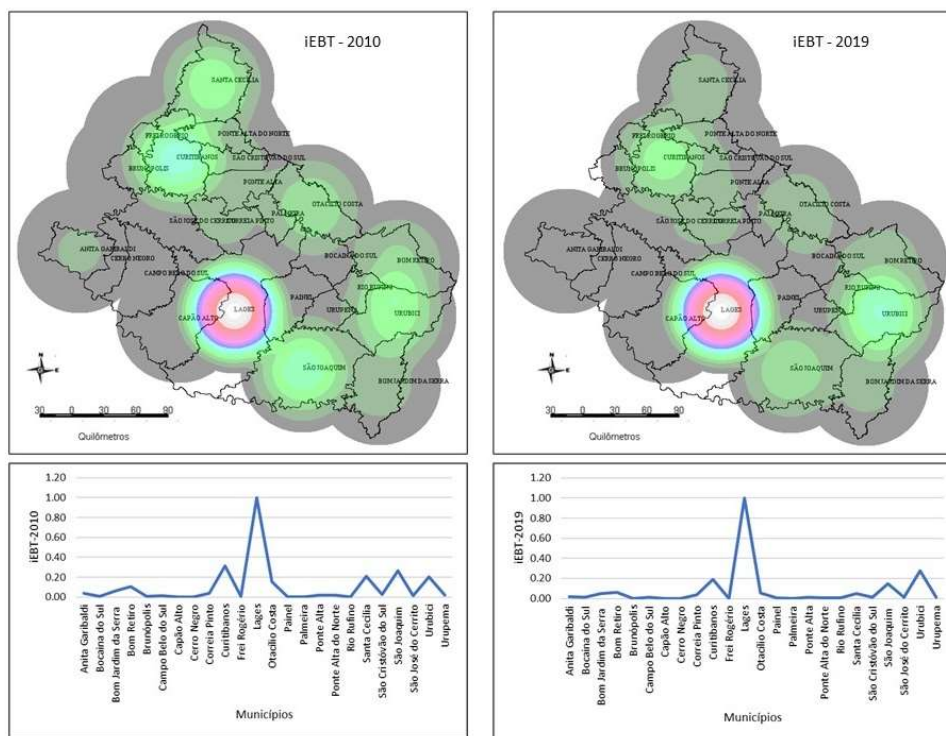 iEBT - 2010
SANTA CECÍLIA
PONTE ALTA DO NORTE
FREI ROGÉRIO
CURITIBANOS
SÃO CRISTÓVÃO DO SUL
BRUNÓPOLIS
PONTE ALTA
OTACÍLIO COSTA
PALMEIRA
SÃO JOSÉ DO CERRITO
CORREIA PINTO
ANITA GARIBALDI
CERRO NEGRO
BOCAINA DO SUL
BOM RETIRO
CAMPO BELO DO SUL
RIO RUFINO
PAINEL
LAGES
URUPEMA
URUBICI
CAPÃO ALTO
SÃO JOAQUIM
BOM JARDIM DA SERRA
N
E
30 0 30 60 90
Quilômetros
iEBT - 2019
SANTA CECÍLIA
PONTE ALTA DO NORTE
FREI ROGÉRIO
CURITIBANOS
SÃO CRISTÓVÃO DO SUL
BRUNÓPOLIS
PONTE ALTA
OTACÍLIO COSTA
PALMEIRA
SÃO JOSÉ DO CERRITO
CORREIA PINTO
ANITA GARIBALDI
CERRO NEGRO
BOCAINA DO SUL
BOM RETIRO
CAMPO BELO DO SUL
RIO RUFINO
PAINEL
LAGES
URUPEMA
URUBICI
CAPÃO ALTO
SÃO JOAQUIM
BOM JARDIM DA SERRA
N
E
30 0 30 60 90
Quilômetros
1.20
1.00
0.80
0.60
0.40
0.20
0.00
iEBT-2010
Anita Garibaldi
Bocaina do Sul
Bom Jardim da Serra
Bom Retiro
Brunópolis
Campo Belo do Sul
Capão Alto
Cerro Negro
Correia Pinto
Curitibanos
Frei Rogério
Lages
Otacílio Costa
Painel
Palmeira
Ponte Alta
Ponte Alta do Norte
Rio Rufino
Santa Cecília
São Cristóvão do Sul
São Joaquim
São José do Cerrito
Urubici
Urupema
Municípios
1.20
1.00
0.80
0.60
0.40
0.20
0.00
iEBT-2019
Anita Garibaldi
Bocaina do Sul
Bom Jardim da Serra
Bom Retiro
Brunópolis
Campo Belo do Sul
Capão Alto
Cerro Negro
Correia Pinto
Curitibanos
Frei Rogério
Lages
Otacílio Costa
Painel
Palmeira
Ponte Alta
Ponte Alta do Norte
Rio Rufino
Santa Cecília
São Cristóvão do Sul
São Joaquim
São José do Cerrito
Urubici
Urupema
Municípios